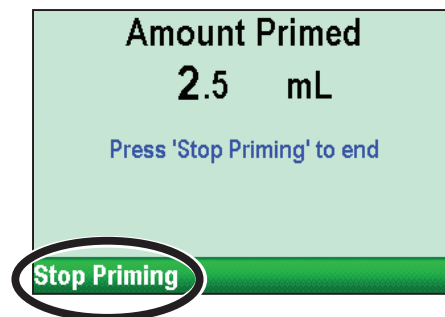 Amount Primed
2.5 mL
Press 'Stop Priming' to end
Stop Priming